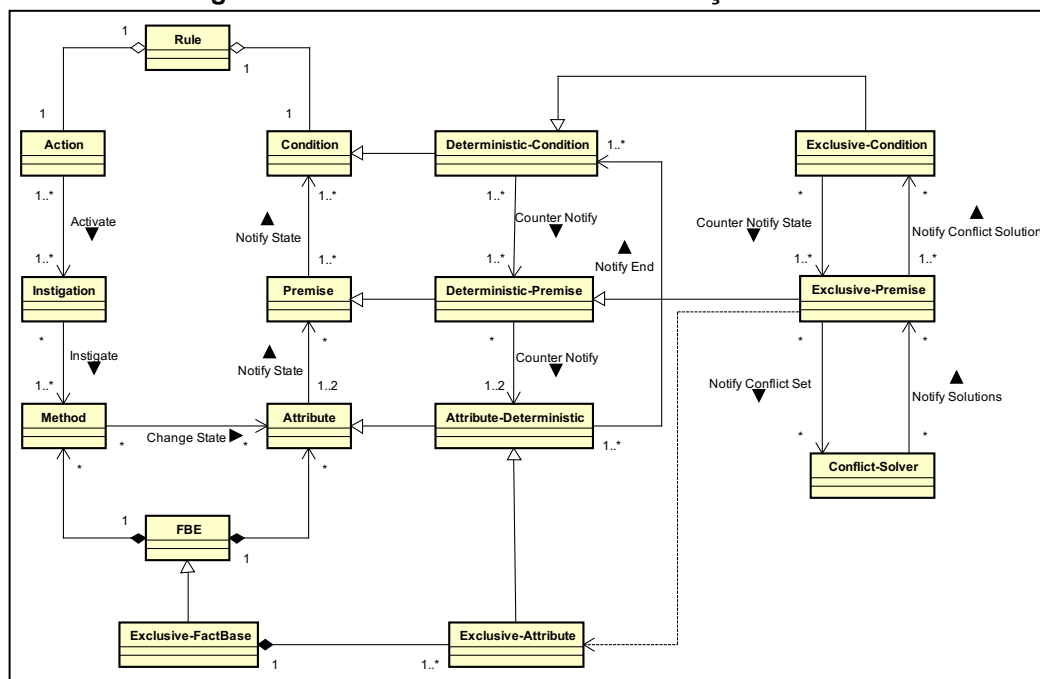 1
Rule
1
1
1
Action
Condition
Deterministic-Condition
1..*
Exclusive-Condition
1..*
1..*
1..*
*
*
Activate
Notify State
Counter Notify
Notify End
Counter Notify State
Notify Conflict Solution
1..*
1..*
1..*
1..*
1..*
Instigation
Premise
Deterministic-Premise
Exclusive-Premise
*
*
*
*
*
Instigate
Notify State
Counter Notify
Notify Conflict Set
Notify Solutions
1..*
1..2
1..2
Method
Attribute
Attribute-Deterministic
*
Change State
*
1..*
*
*
*
*
Conflict-Solver
1
FBE
1
Exclusive-FactBase
Exclusive-Attribute
1
1..*